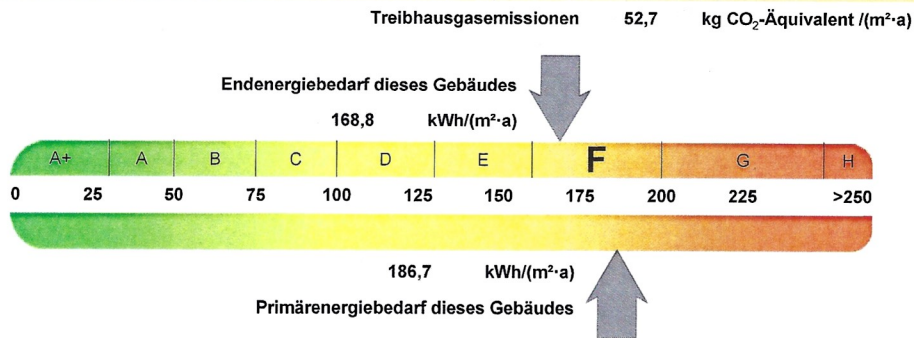 Treibhausgasemissionen 52,7 kg CO₂-Äquivalent /(m²·a)
Endenergiebedarf dieses Gebäudes
168,8 kWh/(m²·a)
A+ A B C D E F G H
0 25 50 75 100 125 150 175 200 225 >250
186,7 kWh/(m²·a)
Primärenergiebedarf dieses Gebäudes